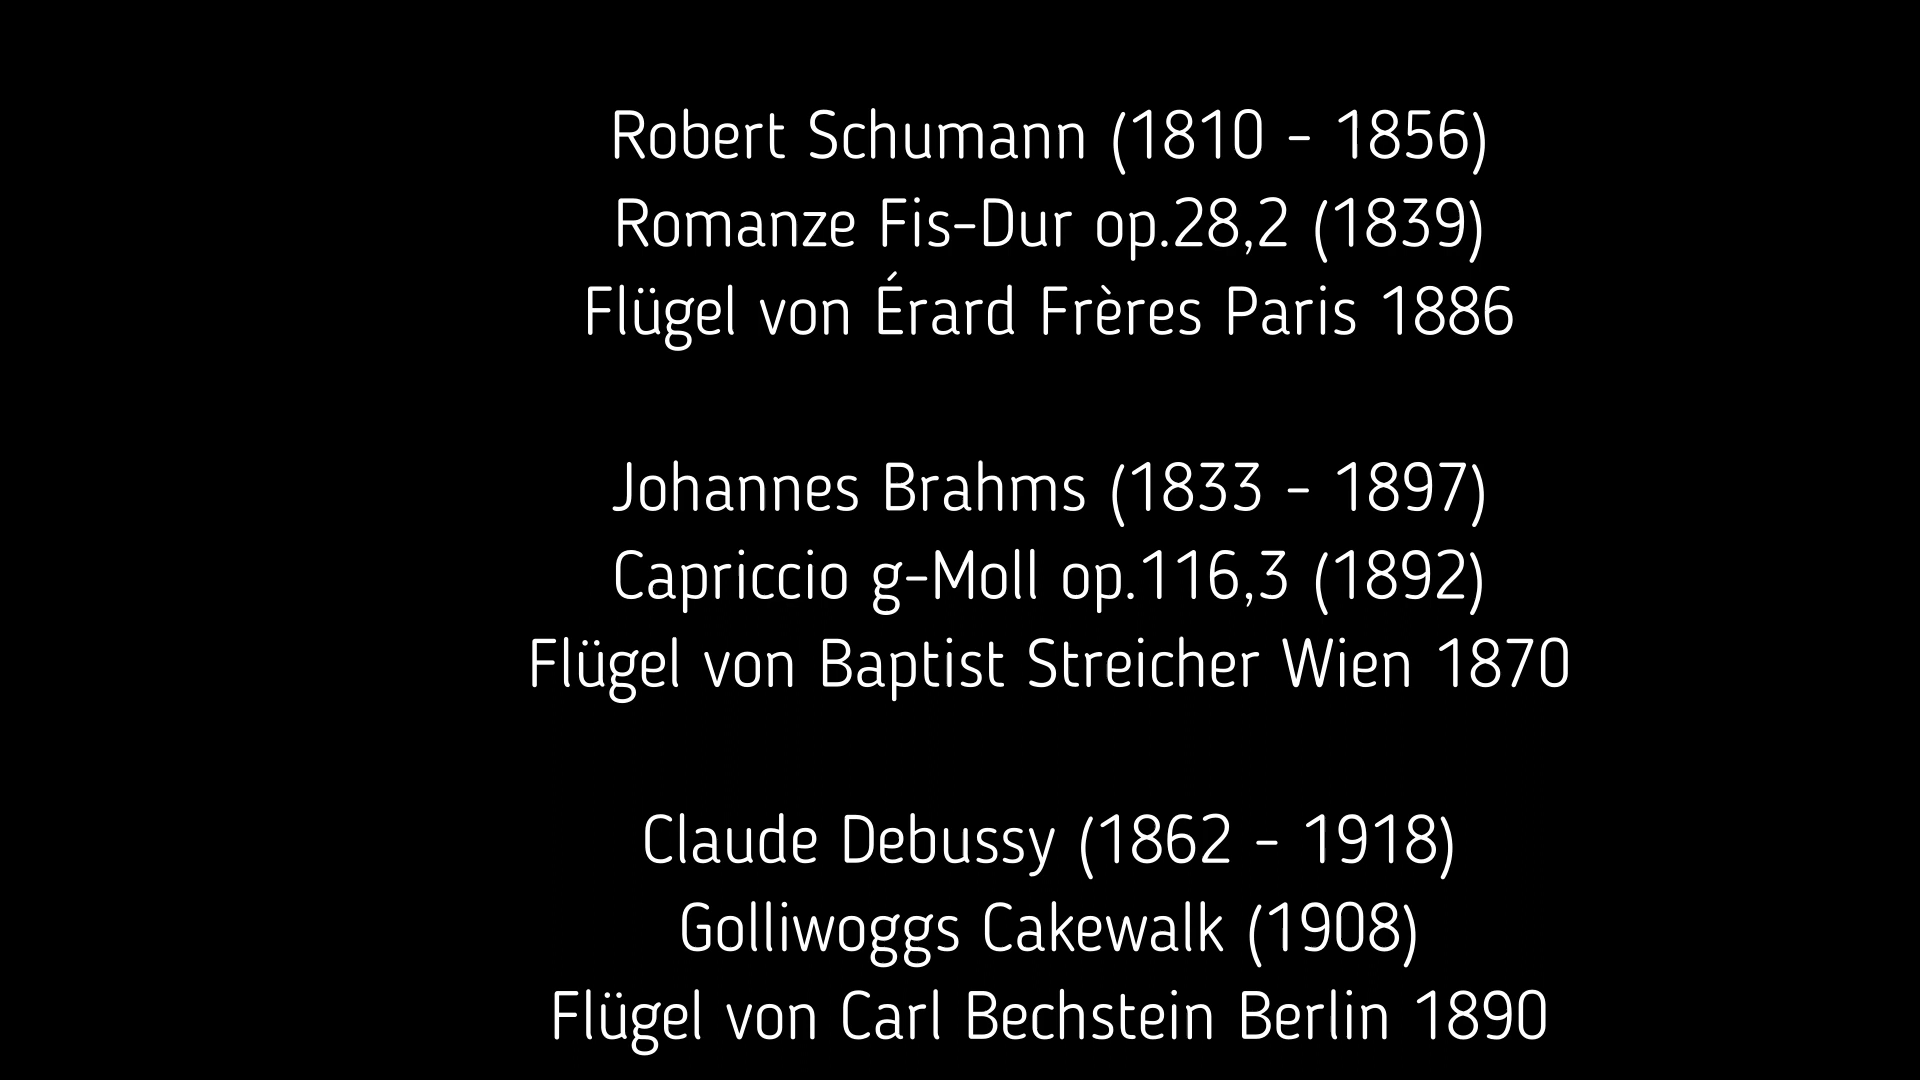 Robert Schumann (1810 - 1856)
Romanze Fis-Dur op.28,2 (1839)
Flügel von Érard Frères Paris 1886
Johannes Brahms (1833 - 1897)
Capriccio g-Moll op.116,3 (1892)
Flügel von Baptist Streicher Wien 1870
Claude Debussy (1862 - 1918)
Golliwoggs Cakewalk (1908)
Flügel von Carl Bechstein Berlin 1890